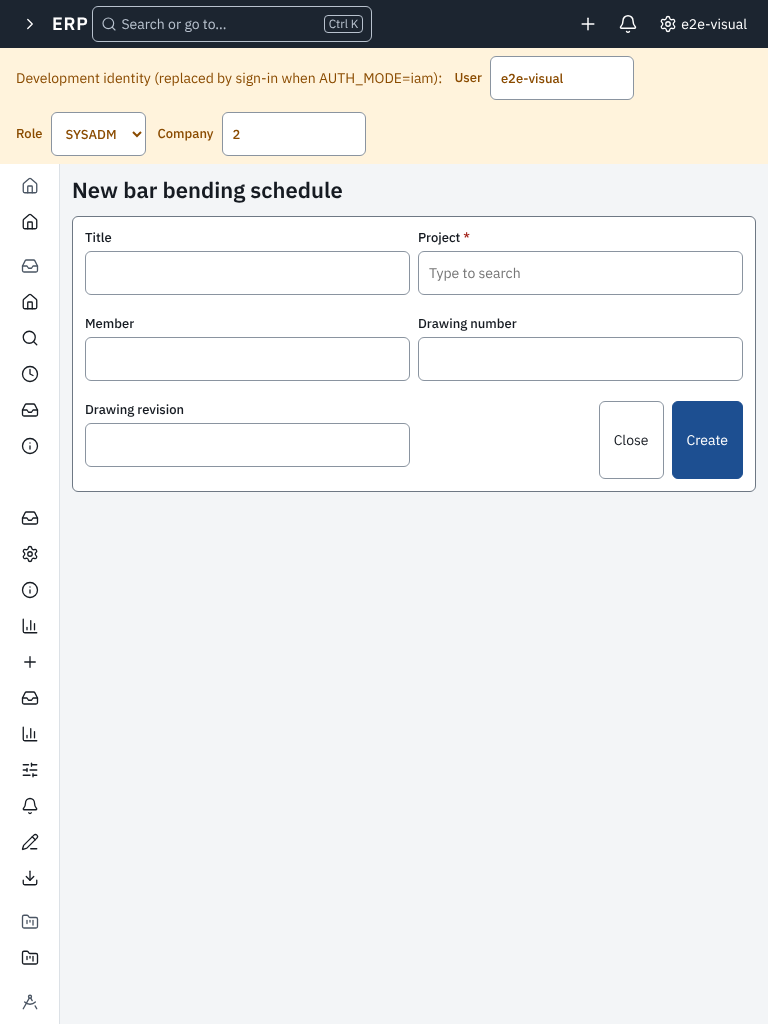 ERP Search or go to... Ctrl K e2e-visual
Development identity (replaced by sign-in when AUTH_MODE=iam): User e2e-visual
Role SYSADM Company 2
New bar bending schedule
Title Project *
Type to search
Member Drawing number
Drawing revision
Close Create